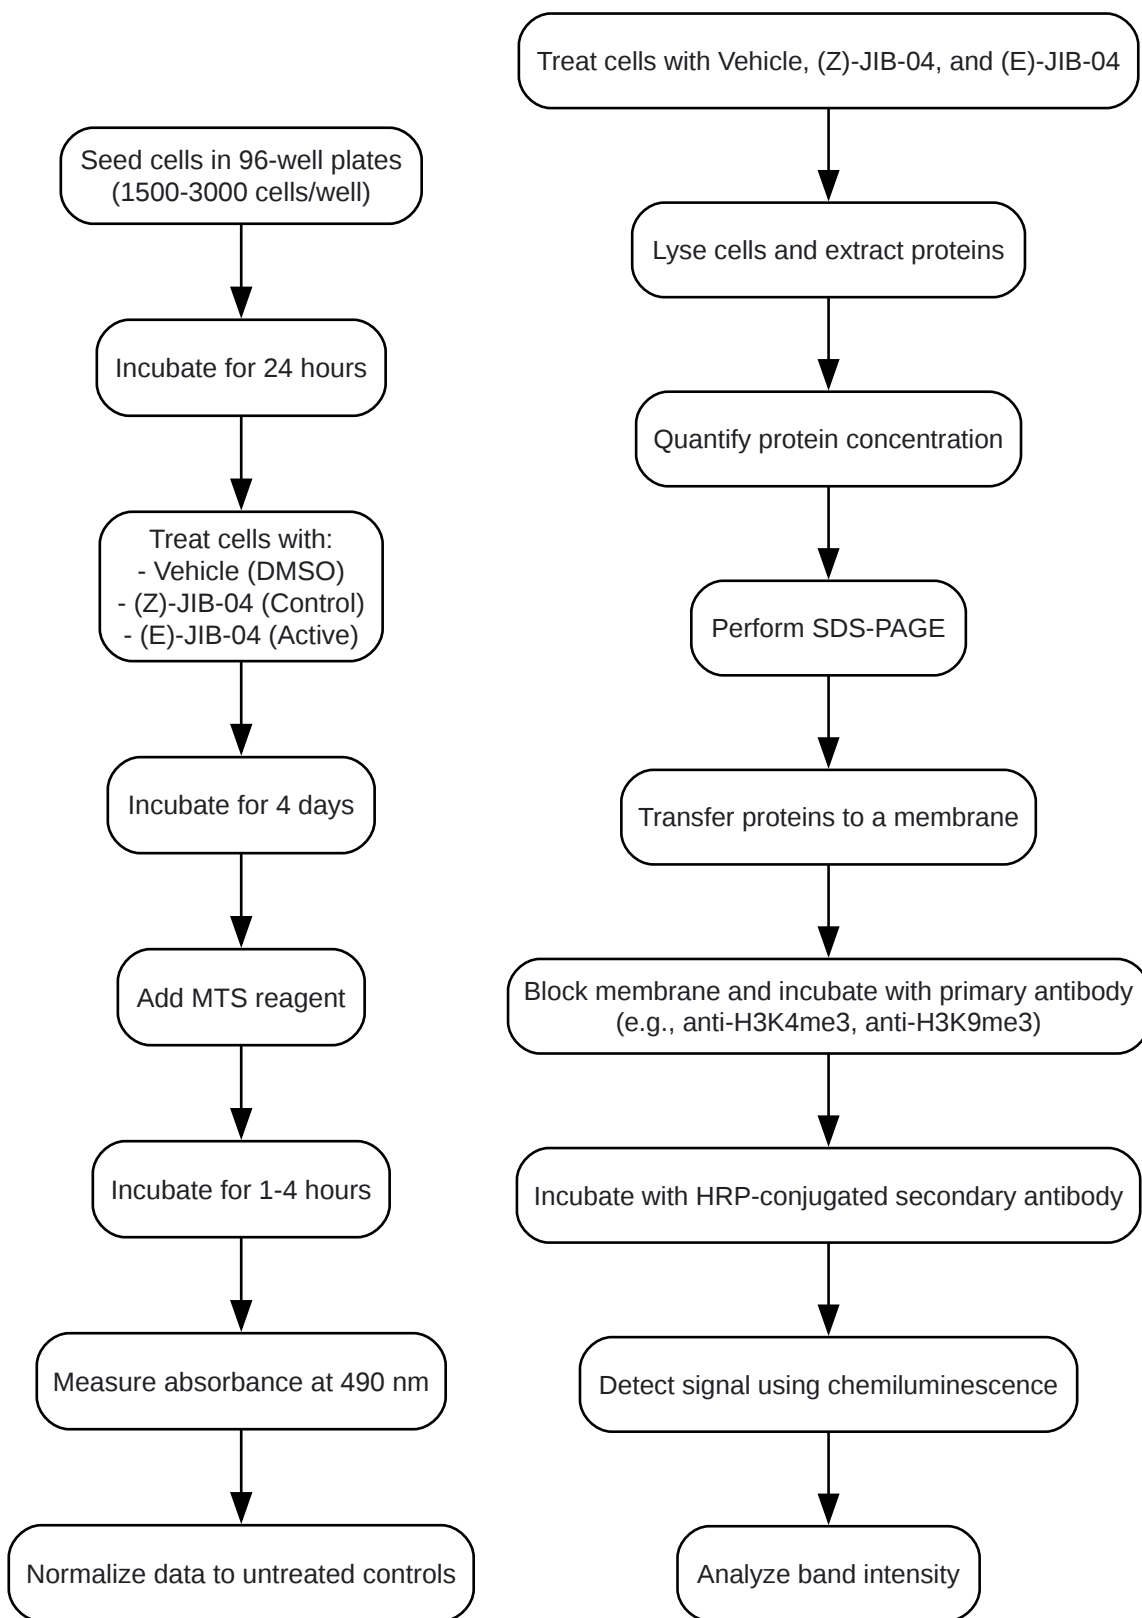 Seed cells in 96-well plates
(1500-3000 cells/well)
Incubate for 24 hours
Treat cells with:
- Vehicle (DMSO)
- (Z)-JIB-04 (Control)
- (E)-JIB-04 (Active)
Incubate for 4 days
Add MTS reagent
Incubate for 1-4 hours
Measure absorbance at 490 nm
Normalize data to untreated controls
Treat cells with Vehicle, (Z)-JIB-04, and (E)-JIB-04
Lyse cells and extract proteins
Quantify protein concentration
Perform SDS-PAGE
Transfer proteins to a membrane
Block membrane and incubate with primary antibody
(e.g., anti-H3K4me3, anti-H3K9me3)
Incubate with HRP-conjugated secondary antibody
Detect signal using chemiluminescence
Analyze band intensity